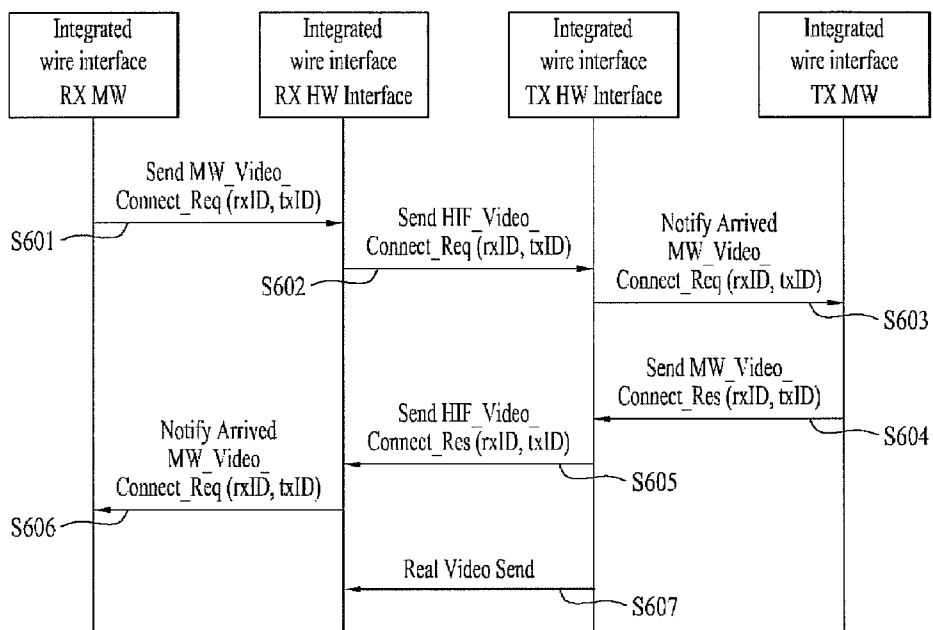 Integrated
wire interface
RX MW
Integrated
wire interface
RX HW Interface
Integrated
wire interface
TX HW Interface
Integrated
wire interface
TX MW
Send MW_Video_
Connect_Req (rxID, txID)
S601
Send HIF_Video_
Connect_Req (rxID, txID)
S602
Notify Arrived
MW_Video_
Connect_Req (rxID, txID)
S603
Send MW_Video_
Connect_Res (rxID, txID)
S604
Send HIF_Video_
Connect_Res (rxID, txID)
S605
Notify Arrived
MW_Video_
Connect_Req (rxID, txID)
S606
Real Video Send
S607